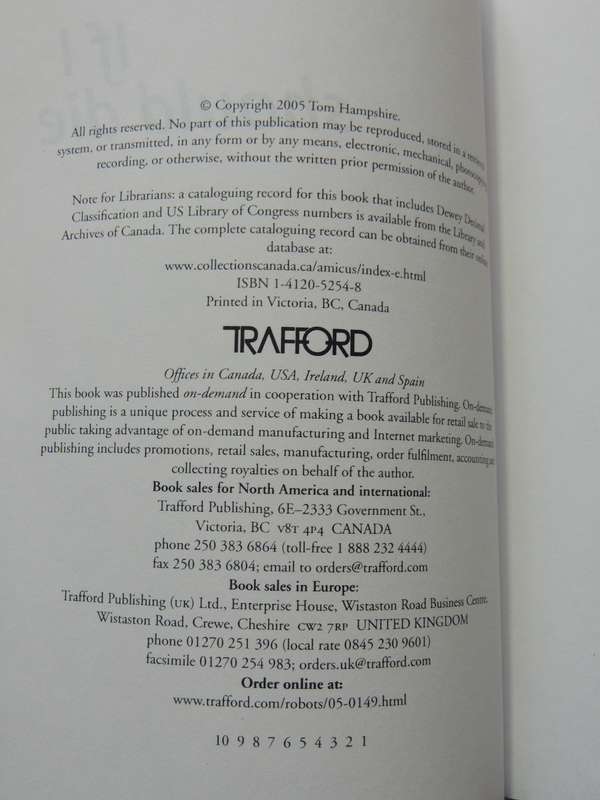 © Copyright 2005 Tom Hampshire.
All rights reserved. No part of this publication may be reproduced, stored in a
system, or transmitted, in any form or by any means, electronic, mechanical,
recording, or otherwise, without the written prior permission of the author.
Note for Librarians: a cataloguing record for this book that includes Dewey Decimal
Classification and US Library of Congress numbers is available from the Library and
Archives of Canada. The complete cataloguing record can be obtained from their online
database at:
www.collectionscanada.ca/amicus/index-e.html
ISBN 1-4120-5254-8
Printed in Victoria, BC, Canada
TRAFFORD
Offices in Canada, USA, Ireland, UK and Spain
This book was published on-demand in cooperation with Trafford Publishing. On-demand
publishing is a unique process and service of making a book available for retail sale to the
public taking advantage of on-demand manufacturing and Internet marketing. On-demand
publishing includes promotions, retail sales, manufacturing, order fulfilment, accounting and
collecting royalties on behalf of the author.
Book sales for North America and international:
Trafford Publishing, 6E–2333 Government St.,
Victoria, BC V8T 4P4 CANADA
phone 250 383 6864 (toll-free 1 888 232 4444)
fax 250 383 6804; email to orders@trafford.com
Book sales in Europe:
Trafford Publishing (UK) Ltd., Enterprise House, Wistaston Road Business Centre,
Wistaston Road, Crewe, Cheshire CW2 7RP UNITED KINGDOM
phone 01270 251 396 (local rate 0845 230 9601)
facsimile 01270 254 983; orders.uk@trafford.com
Order online at:
www.trafford.com/robots/05-0149.html
10 9 8 7 6 5 4 3 2 1